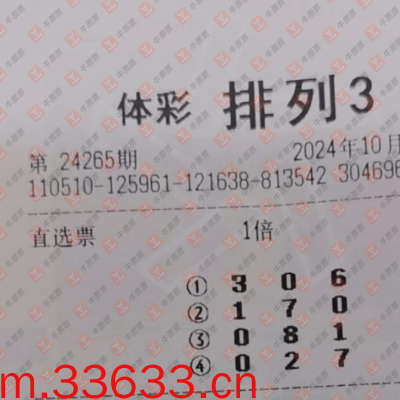 体彩 排列3
第 24265期 2024年10月
110510-125961-121638-813542 304696
直选票 1倍
① 3 0 6
② 1 7 0
③ 0 8 1
④ 0 2 7
m.33633.cn